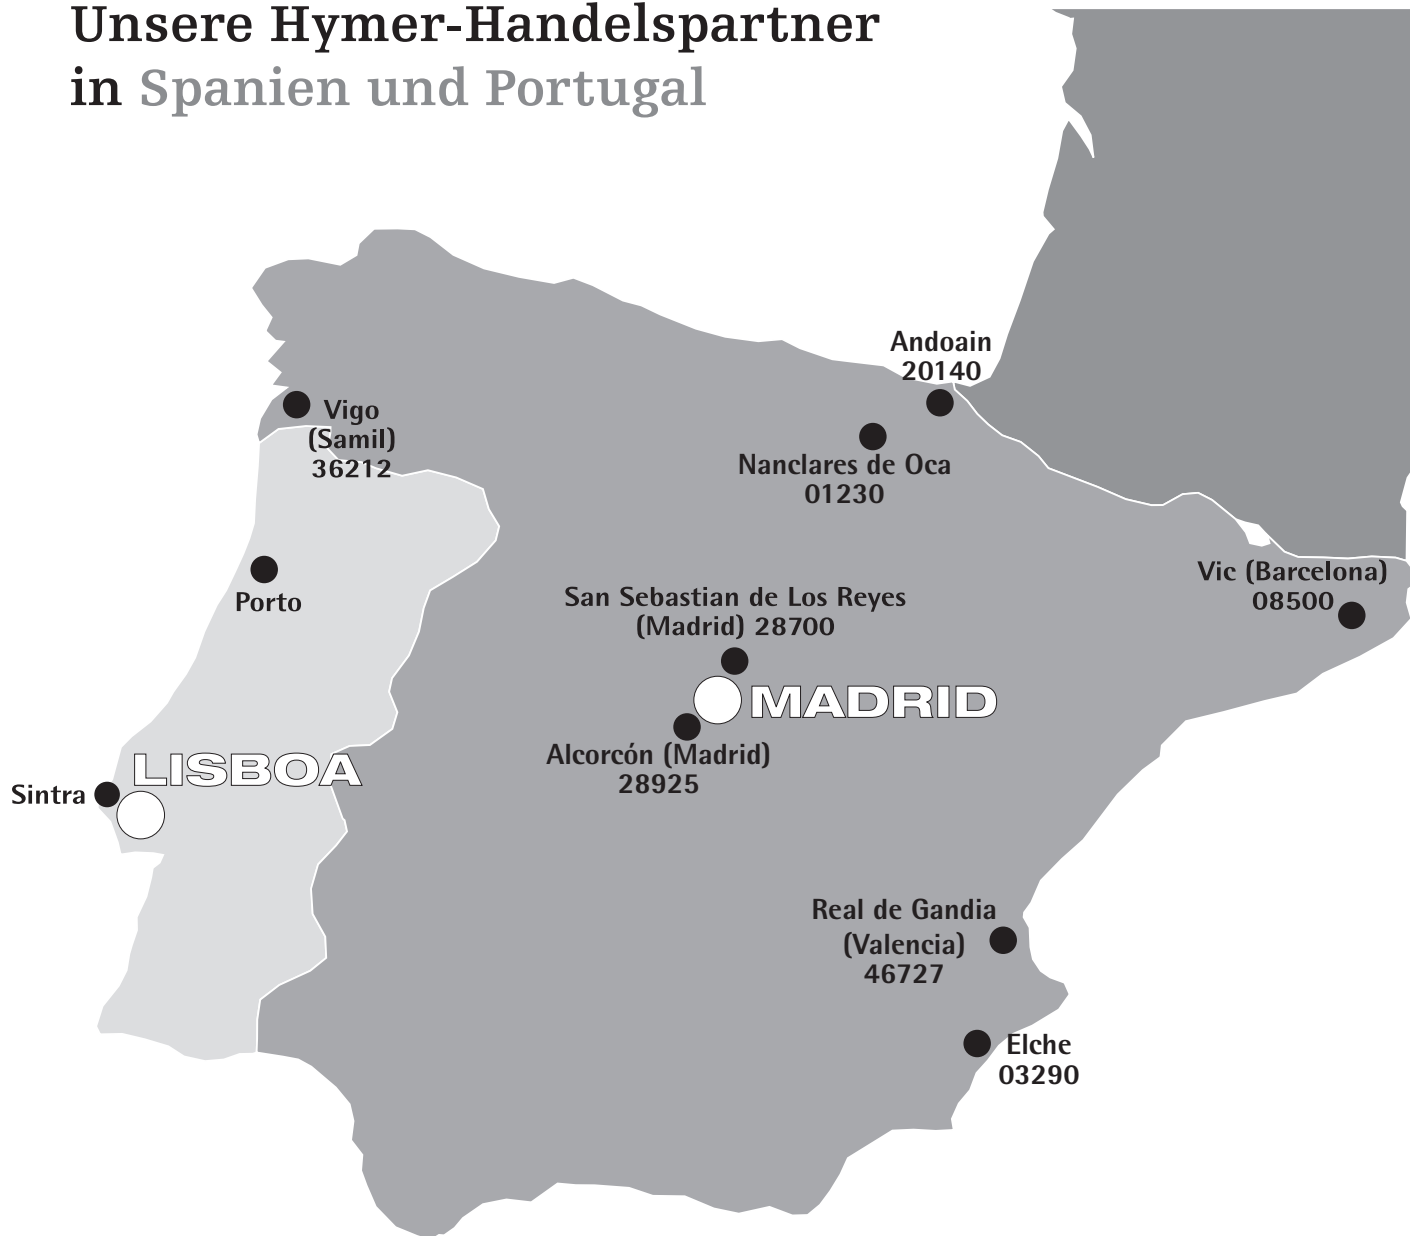 Unsere Hymer-Handelspartner
in Spanien und Portugal
Andoain
20140
Vigo
(Samil)
36212
Nanclares de Oca
01230
Vic (Barcelona)
08500
Porto
San Sebastian de Los Reyes
(Madrid) 28700
MADRID
Alcorcón (Madrid)
28925
LISBOA
Sintra
Real de Gandia
(Valencia)
46727
Elche
03290